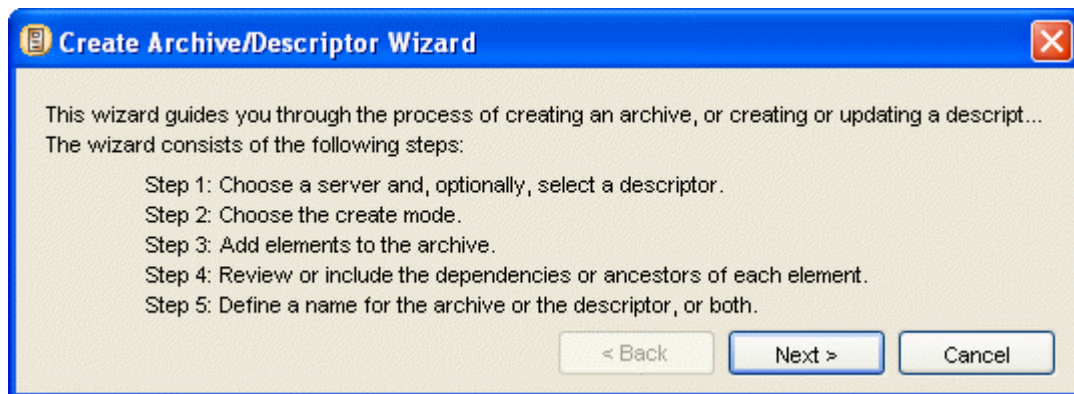 Create Archive/Descriptor Wizard
This wizard guides you through the process of creating an archive, or creating or updating a descript...
The wizard consists of the following steps:
Step 1: Choose a server and, optionally, select a descriptor.
Step 2: Choose the create mode.
Step 3: Add elements to the archive.
Step 4: Review or include the dependencies or ancestors of each element.
Step 5: Define a name for the archive or the descriptor, or both.
< Back Next > Cancel